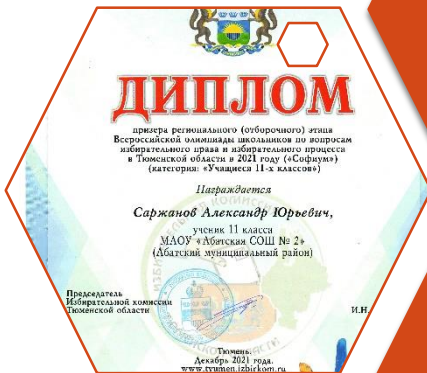 ДИПЛОМ
призера регионального (отборочного) этапа
Всероссийской олимпиады школьников по вопросам
избирательного права и избирательного процесса
в Тюменской области в 2021 году («Софиум»)
(категория: «Учащиеся 11-х классов»)
Награждается
Саржанов Александр Юрьевич,
ученик 11 класса
МАОУ «Абатская СОШ № 2»
(Абатский муниципальный район)
Председатель
Избирательной комиссии
Тюменской области
И.Н.
Тюмень
Декабрь 2021 года
www.tyumen.izbirkom.ru